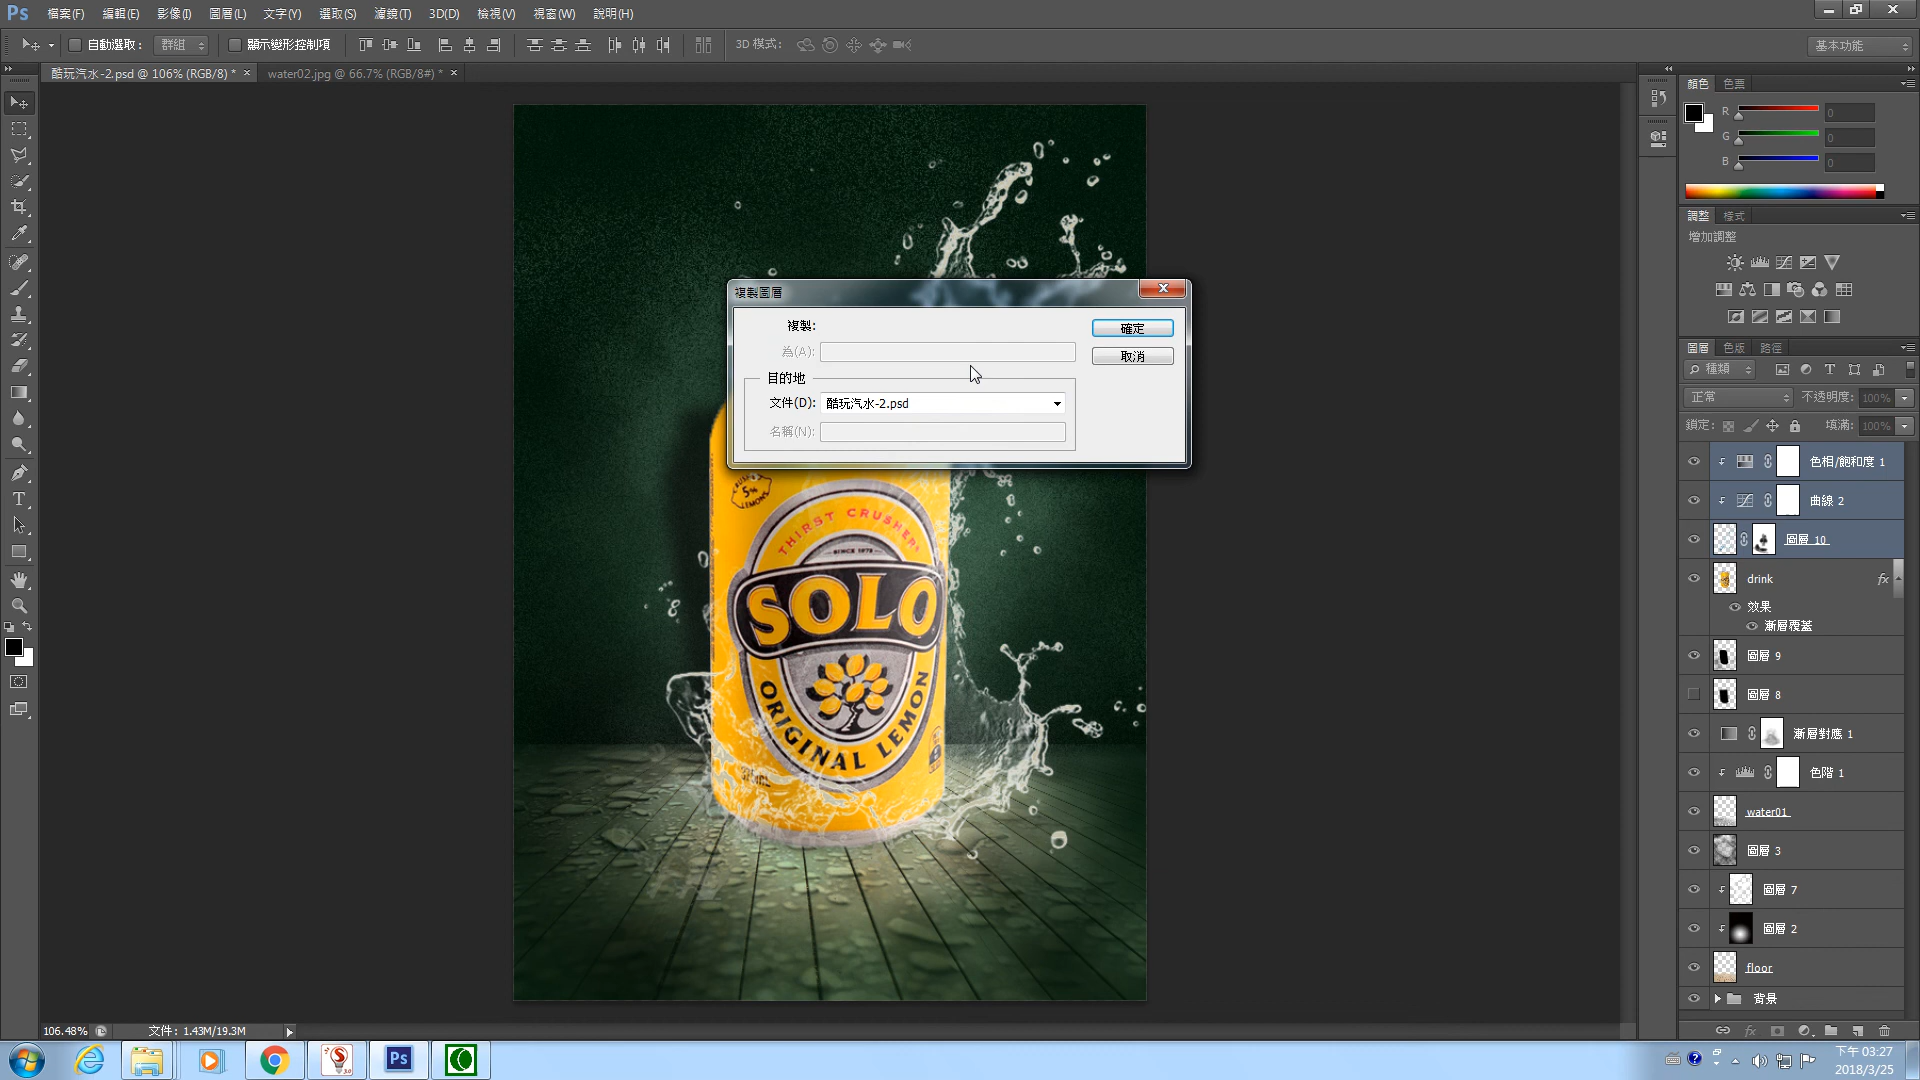 Ps 檔案(F) 編輯(E) 影像(I) 圖層(L) 文字(Y) 選取(S) 濾鏡(T) 3D(D) 檢視(V) 視窗(W) 說明(H)
自動選取： 群組 顯示變形控制項 3D 模式： 基本功能
酷玩汽水-2.psd @ 106% (RGB/8) * × water02.jpg @ 66.7% (RGB/8#) * ×
顏色 色票
R 0
G 0
B 0
調整 樣式
增加調整
圖層 色版 路徑
種類 T
正常 不透明度： 100%
鎖定： 填滿： 100%
色相/飽和度 1
曲線 2
圖層 10
drink fx
效果
漸層覆蓋
圖層 9
圖層 8
漸層對應 1
色階 1
water01
圖層 3
圖層 7
圖層 2
floor
背景
複製圖層
複製:
為(A):
目的地
文件(D): 酷玩汽水-2.psd
名稱(N):
確定
取消
5%
LEMONS
THIRST CRUSHER
SINCE 1973
SOLO
ORIGINAL LEMON
106.48% 文件：1.43M/19.3M
Ps
下午 03:27
2018/3/25